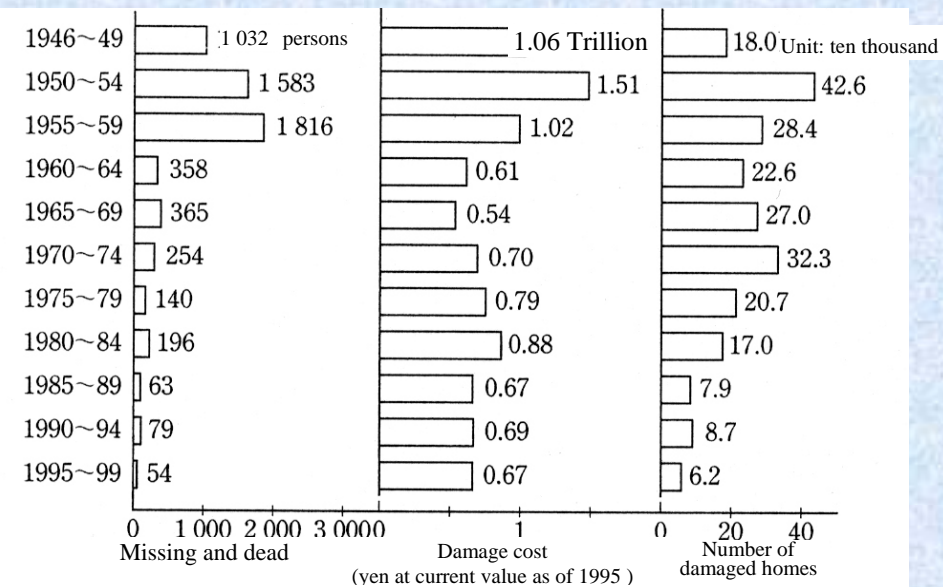 1946~49 1 032 persons 1.06 Trillion 18.0 Unit: ten thousand
1950~54 1 583 1.51 42.6
1955~59 1 816 1.02 28.4
1960~64 358 0.61 22.6
1965~69 365 0.54 27.0
1970~74 254 0.70 32.3
1975~79 140 0.79 20.7
1980~84 196 0.88 17.0
1985~89 63 0.67 7.9
1990~94 79 0.69 8.7
1995~99 54 0.67 6.2
0 1 000 2 000 3 0000 1 0 20 40
Missing and dead
Damage cost
(yen at current value as of 1995 )
Number of
damaged homes